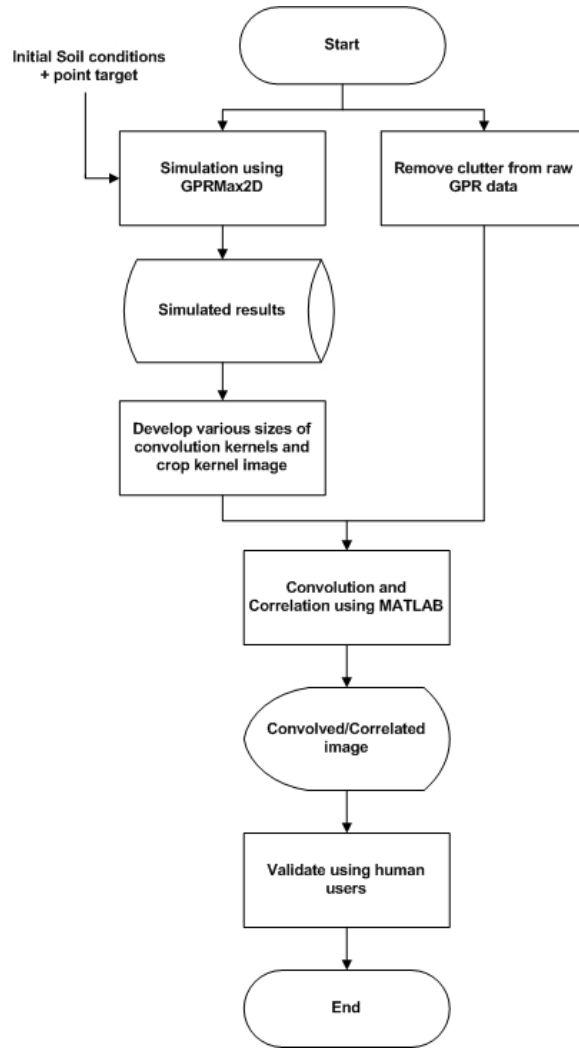 Start
Initial Soil conditions
+ point target
Simulation using
GPRMax2D
Remove clutter from raw
GPR data
Simulated results
Develop various sizes of
convolution kernels and
crop kernel image
Convolution and
Correlation using MATLAB
Convolved/Correlated
image
Validate using human
users
End